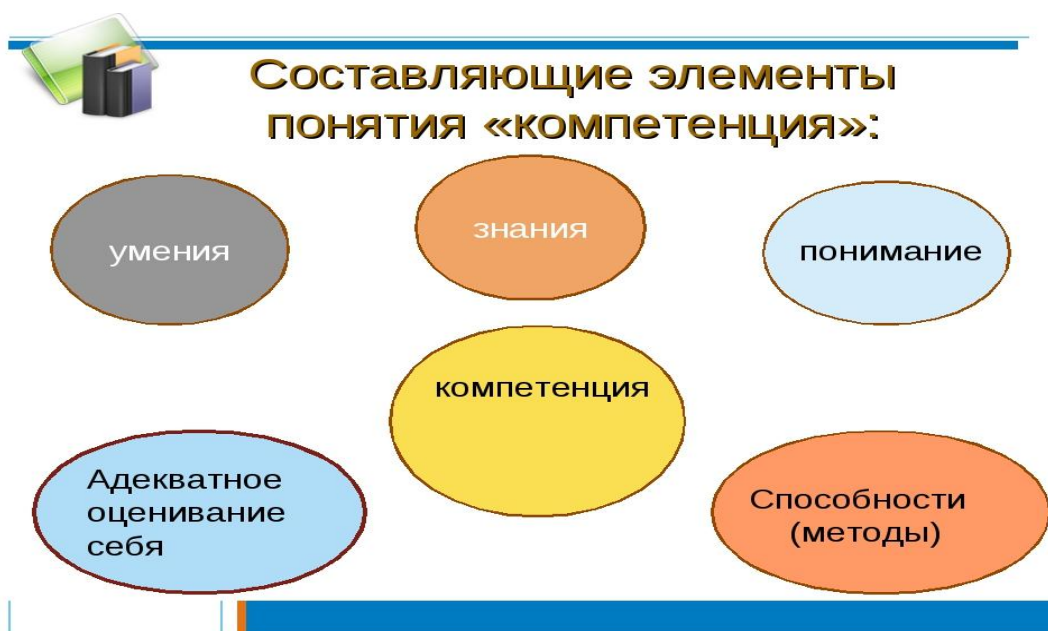 Составляющие элементы
понятия «компетенция»:
умения
знания
понимание
компетенция
Адекватное
оценивание
себя
Способности
(методы)